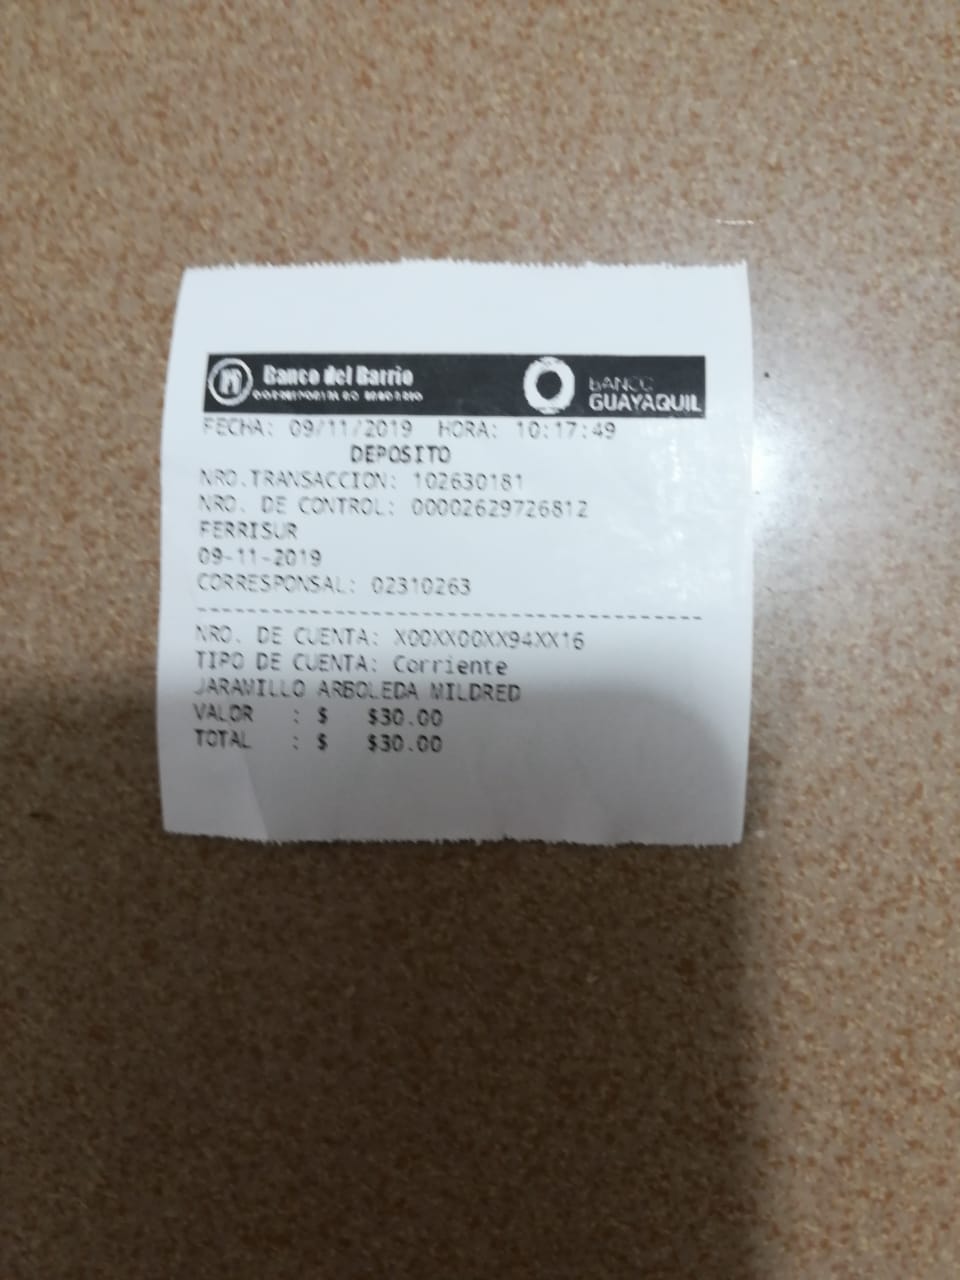 Banco del Barrio
BANCO
GUAYAQUIL
FECHA: 09/11/2019 HORA: 10:17:49
DEPOSITO
NRO.TRANSACCION: 102630181
NRO. DE CONTROL: 00002629726812
FERRISUR
09-11-2019
CORRESPONSAL: 02310263
NRO. DE CUENTA: X00XX00XX94XX16
TIPO DE CUENTA: Corriente
JARAMILLO ARBOLEDA MILDRED
VALOR : $ $30.00
TOTAL : $ $30.00